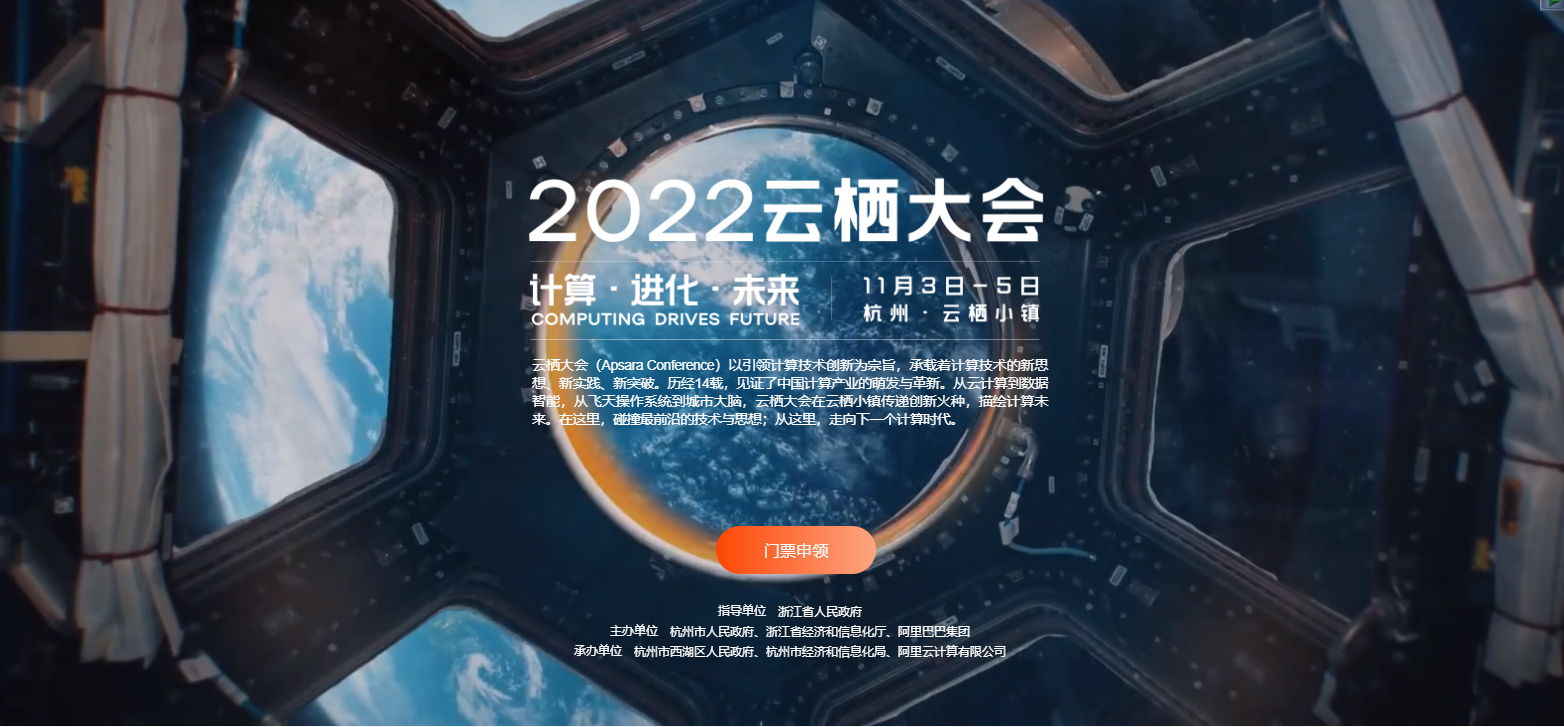 2022云栖大会
计算·进化·未来
COMPUTING DRIVES FUTURE
11月3日-5日
杭州·云栖小镇
云栖大会（Apsara Conference）以引领计算技术创新为宗旨，承载着计算技术的新思
想、新实践、新突破。历经14载，见证了中国计算产业的萌发与革新。从云计算到数据
智能，从飞天操作系统到城市大脑，云栖大会在云栖小镇传递创新火种，描绘计算未
来。在这里，碰撞最前沿的技术与思想；从这里，走向下一个计算时代。
门票申领
指导单位 浙江省人民政府
主办单位 杭州市人民政府、浙江省经济和信息化厅、阿里巴巴集团
承办单位 杭州市西湖区人民政府、杭州市经济和信息化局、阿里云计算有限公司